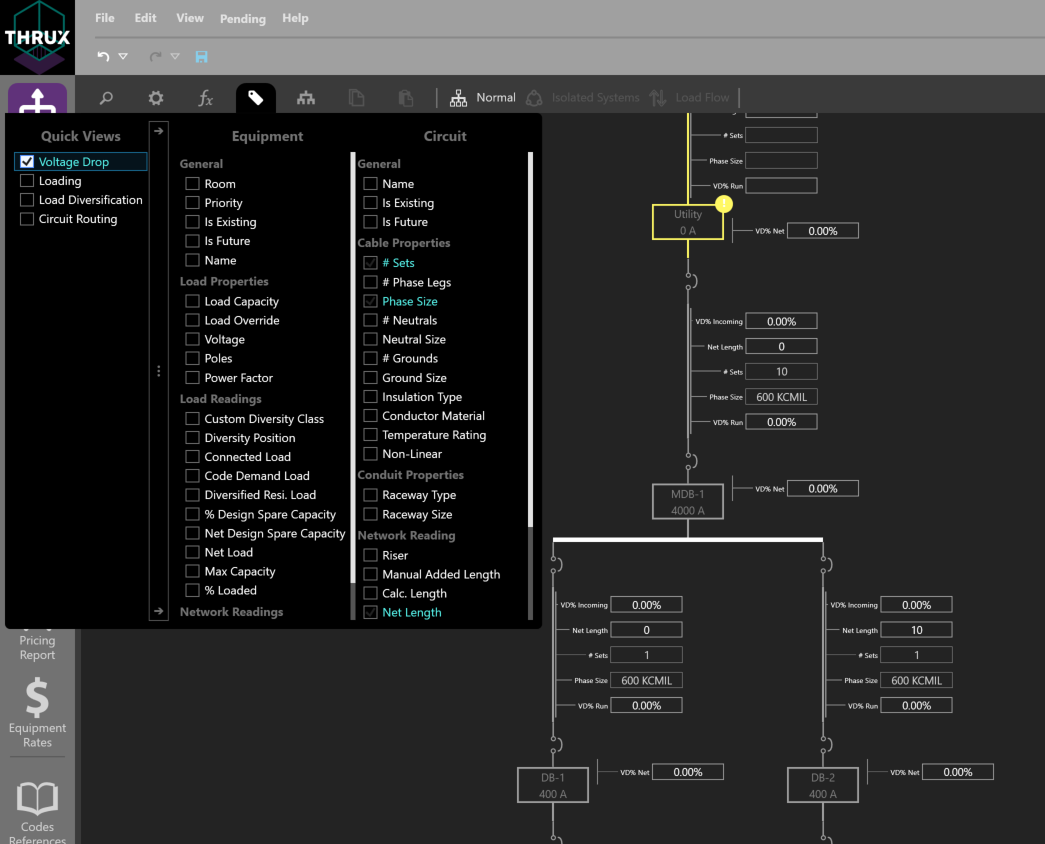 THRUX
File Edit View Pending Help
fx
Normal Isolated Systems Load Flow
Quick Views
Voltage Drop
Loading
Load Diversification
Circuit Routing
Equipment
General
Room
Priority
Is Existing
Is Future
Name
Load Properties
Load Capacity
Load Override
Voltage
Poles
Power Factor
Load Readings
Custom Diversity Class
Diversity Position
Connected Load
Code Demand Load
Diversified Resi. Load
% Design Spare Capacity
Net Design Spare Capacity
Net Load
Max Capacity
% Loaded
Network Readings
Circuit
General
Name
Is Existing
Is Future
Cable Properties
# Sets
# Phase Legs
Phase Size
# Neutrals
Neutral Size
# Grounds
Ground Size
Insulation Type
Conductor Material
Temperature Rating
Non-Linear
Conduit Properties
Raceway Type
Raceway Size
Network Reading
Riser
Manual Added Length
Calc. Length
Net Length
Pricing
Report
$
Equipment
Rates
Codes
References
# Sets
Phase Size
VD% Run
!
Utility
0 A
VD% Net 0.00%
VD% Incoming 0.00%
Net Length 0
# Sets 10
Phase Size 600 KCMIL
VD% Run 0.00%
MDB-1
4000 A
VD% Net 0.00%
VD% Incoming 0.00%
Net Length 0
# Sets 1
Phase Size 600 KCMIL
VD% Run 0.00%
DB-1
400 A
VD% Net 0.00%
VD% Incoming 0.00%
Net Length 10
# Sets 1
Phase Size 600 KCMIL
VD% Run 0.00%
DB-2
400 A
VD% Net 0.00%